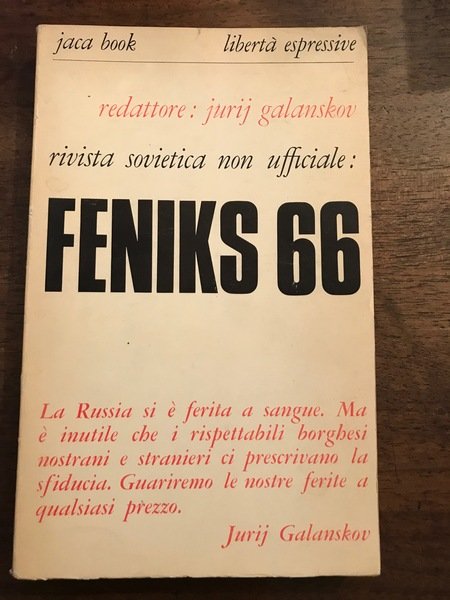 jaca book libertà espressive
redattore: jurij galanskov
rivista sovietica non ufficiale:
FENIKS 66
La Russia si è ferita a sangue. Ma
è inutile che i rispettabili borghesi
nostrani e stranieri ci prescrivano la
sfiducia. Guariremo le nostre ferite a
qualsiasi prezzo.
Jurij Galanskov